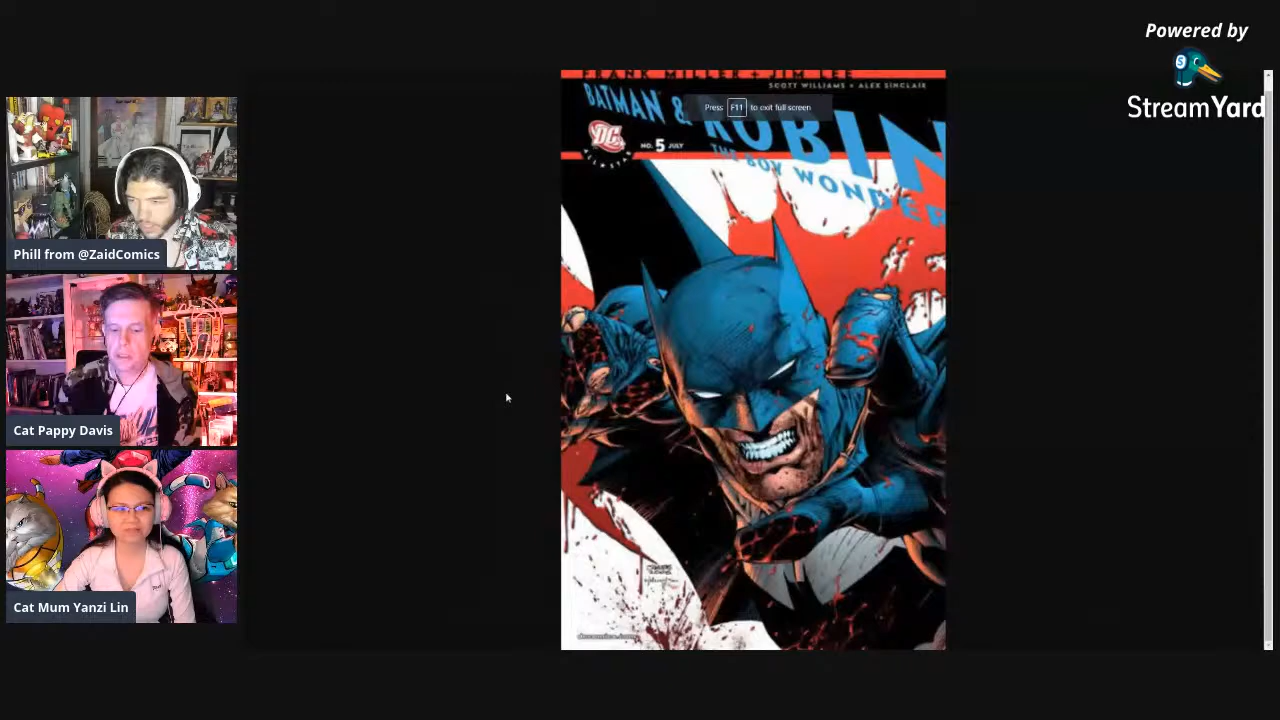 Powered by
StreamYard
Phill from @ZaidComics
Cat Pappy Davis
Cat Mum Yanzi Lin
FRANK MILLER + JIM LEE
SCOTT WILLIAMS + ALEX SINCLAIR
BATMAN &
ROBIN
THE BOY WONDER
Press F11 to exit full screen
DC
ALL STAR
NO. 5 JULY
dccomics.com